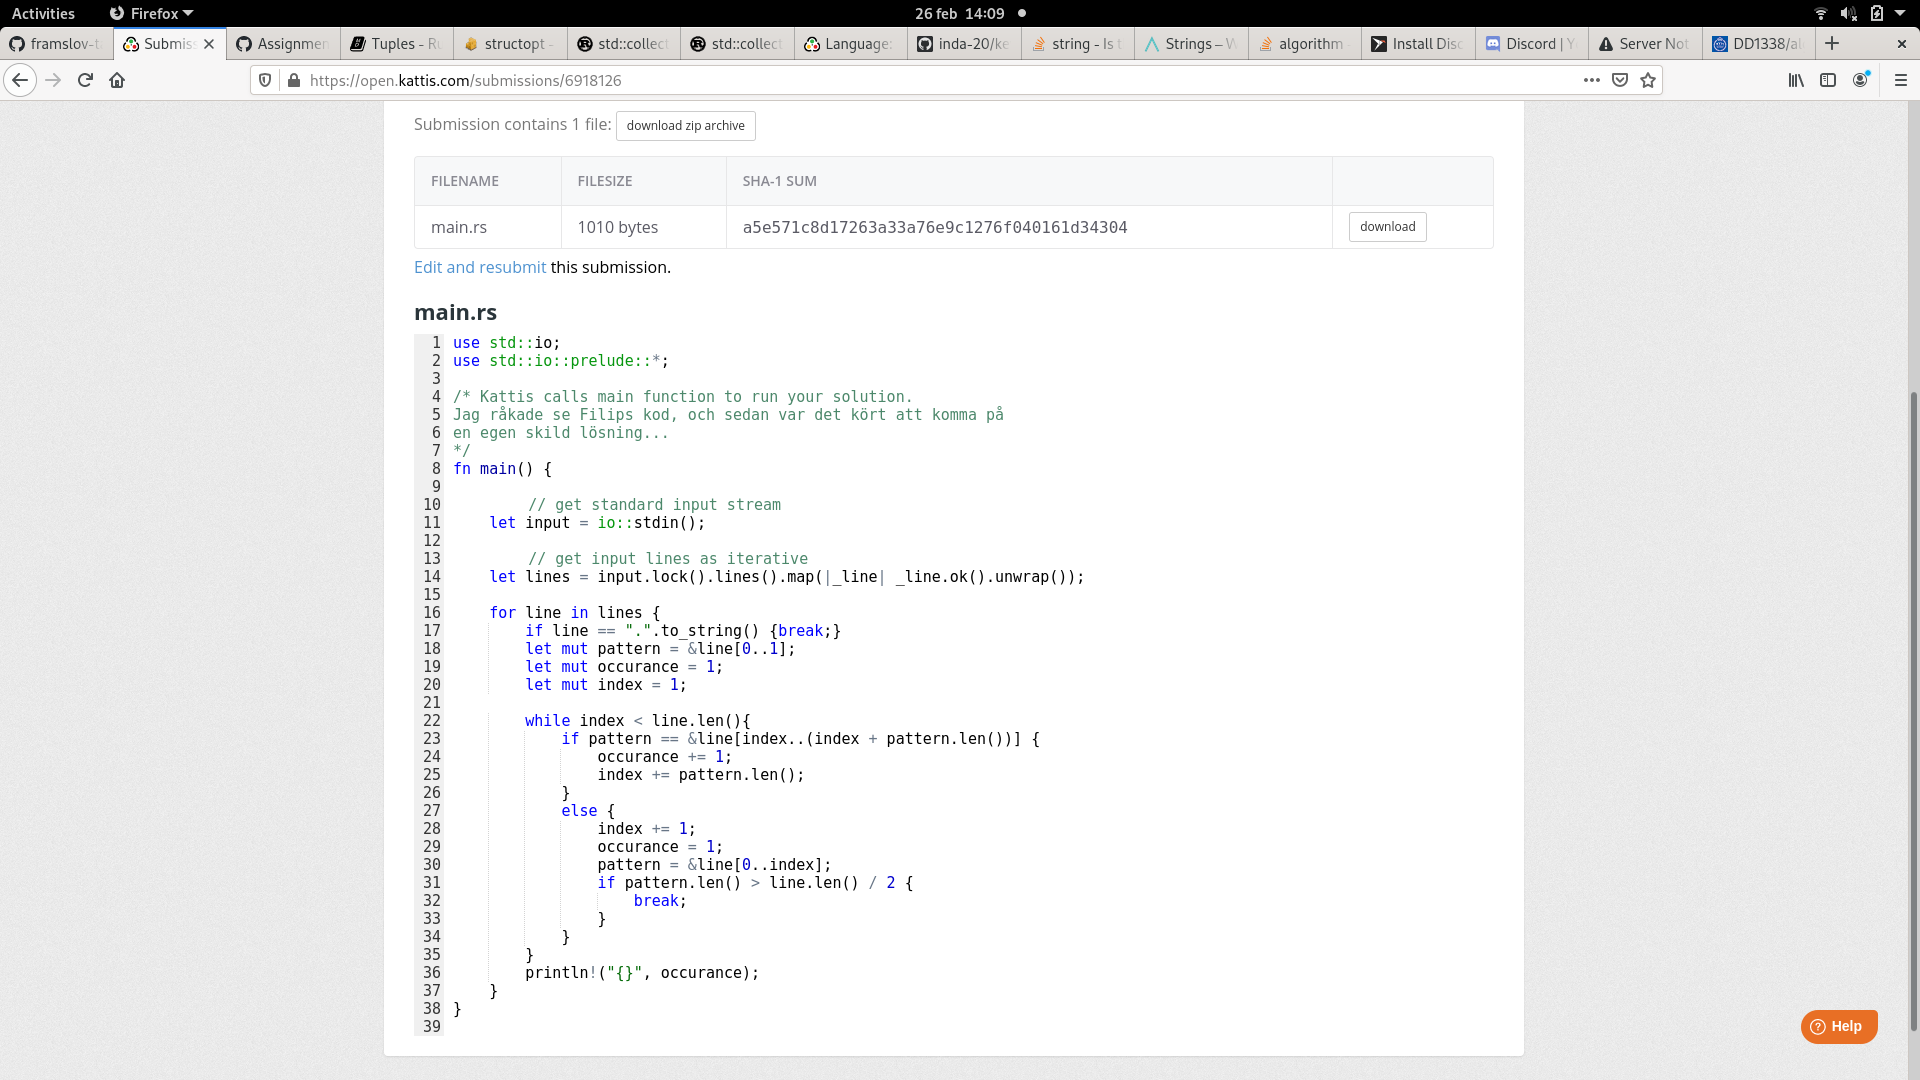 Activities Firefox 26 feb 14:09
framslov-t Submis Assignmen Tuples - Ru structopt - std::collect std::collect Language: inda-20/ke string - Is t Strings – W algorithm Install Disc Discord | Y Server Not DD1338/al
https://open.kattis.com/submissions/6918126
Submission contains 1 file: download zip archive
FILENAME FILESIZE SHA-1 SUM
main.rs 1010 bytes a5e571c8d17263a33a76e9c1276f040161d34304 download
Edit and resubmit this submission.
main.rs
1 use std::io;
2 use std::io::prelude::*;
3
4 /* Kattis calls main function to run your solution.
5 Jag råkade se Filips kod, och sedan var det kört att komma på
6 en egen skild lösning...
7 */
8 fn main() {
9
10 // get standard input stream
11 let input = io::stdin();
12
13 // get input lines as iterative
14 let lines = input.lock().lines().map(|_line| _line.ok().unwrap());
15
16 for line in lines {
17 if line == ".".to_string() {break;}
18 let mut pattern = &line[0..1];
19 let mut occurance = 1;
20 let mut index = 1;
21
22 while index < line.len(){
23 if pattern == &line[index..(index + pattern.len())] {
24 occurance += 1;
25 index += pattern.len();
26 }
27 else {
28 index += 1;
29 occurance = 1;
30 pattern = &line[0..index];
31 if pattern.len() > line.len() / 2 {
32 break;
33 }
34 }
35 }
36 println!("{}", occurance);
37 }
38 }
39
Help